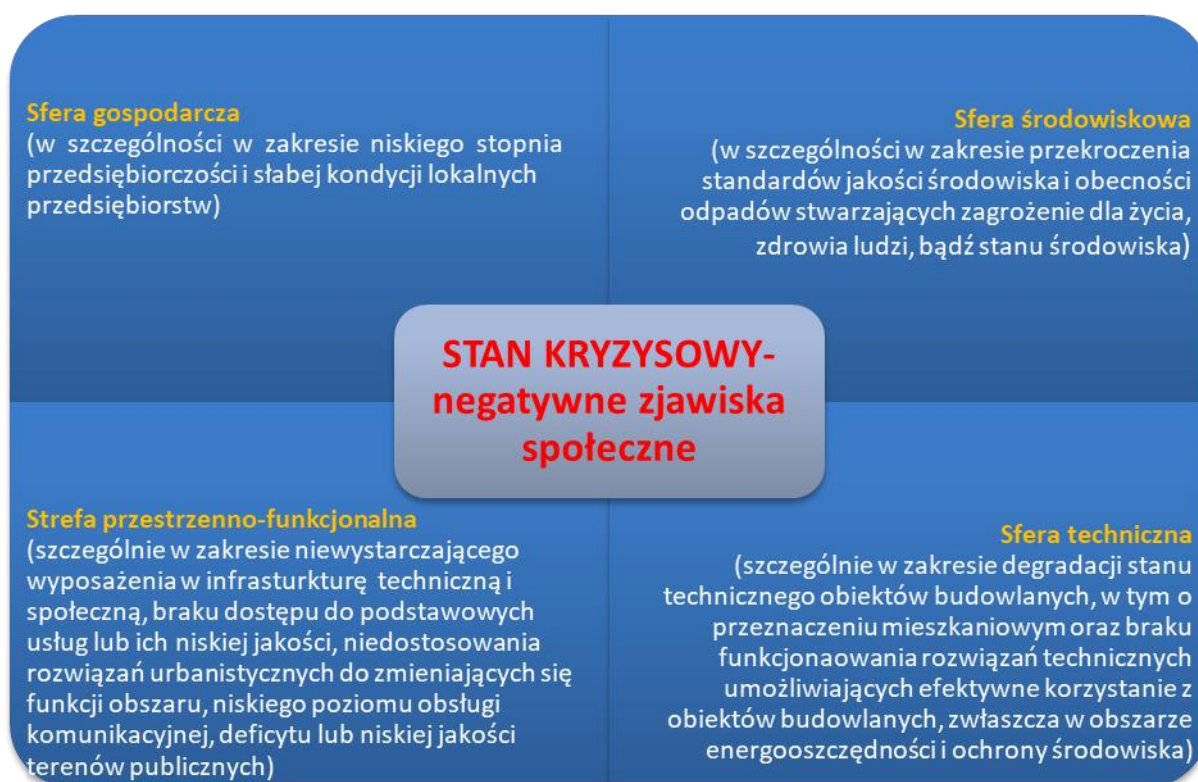 Sfera gospodarcza
(w szczególności w zakresie niskiego stopnia
przedsiębiorczości i słabej kondycji lokalnych
przedsiębiorstw)
Sfera środowiskowa
(w szczególności w zakresie przekroczenia
standardów jakości środowiska i obecności
odpadów stwarzających zagrożenie dla życia,
zdrowia ludzi, bądź stanu środowiska)
STAN KRYZYSOWY-
negatywne zjawiska
społeczne
Strefa przestrzenno-funkcjonalna
(szczególnie w zakresie niewystarczającego
wyposażenia w infrasturkturę techniczną i
społeczną, braku dostępu do podstawowych
usług lub ich niskiej jakości, niedostosowania
rozwiązań urbanistycznych do zmieniających się
funkcji obszaru, niskiego poziomu obsługi
komunikacyjnej, deficytu lub niskiej jakości
terenów publicznych)
Sfera techniczna
(szczególnie w zakresie degradacji stanu
technicznego obiektów budowlanych, w tym o
przeznaczeniu mieszkaniowym oraz braku
funkcjonaowania rozwiązań technicznych
umożliwiających efektywne korzystanie z
obiektów budowlanych, zwłaszcza w obszarze
energooszczędności i ochrony środowiska)